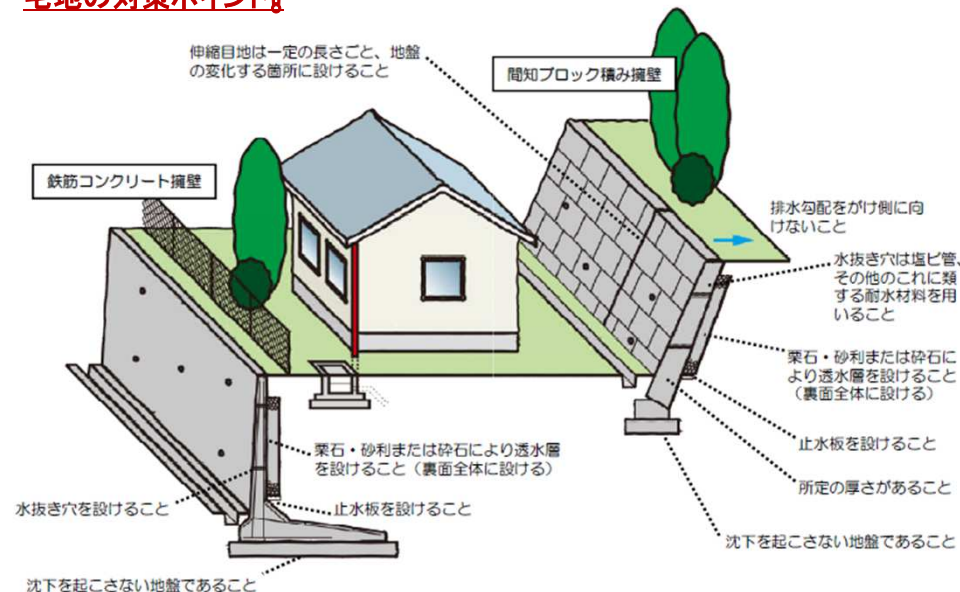 宅地の対策ポイント。
伸縮目地は一定の長さごと、地盤
の変化する箇所に設けること
間知ブロック積み擁壁
鉄筋コンクリート擁壁
排水勾配をがけ側に向
けないこと
水抜き穴は塩ビ管、
その他のこれに類
する耐水材料を用
いること
栗石・砂利または砕石に
より透水層を設けること
（裏面全体に設ける）
止水板を設けること
所定の厚さがあること
沈下を起こさない地盤であること
栗石・砂利または砕石により透水層
を設けること（裏面全体に設ける）
水抜き穴を設けること
止水板を設けること
沈下を起こさない地盤であること